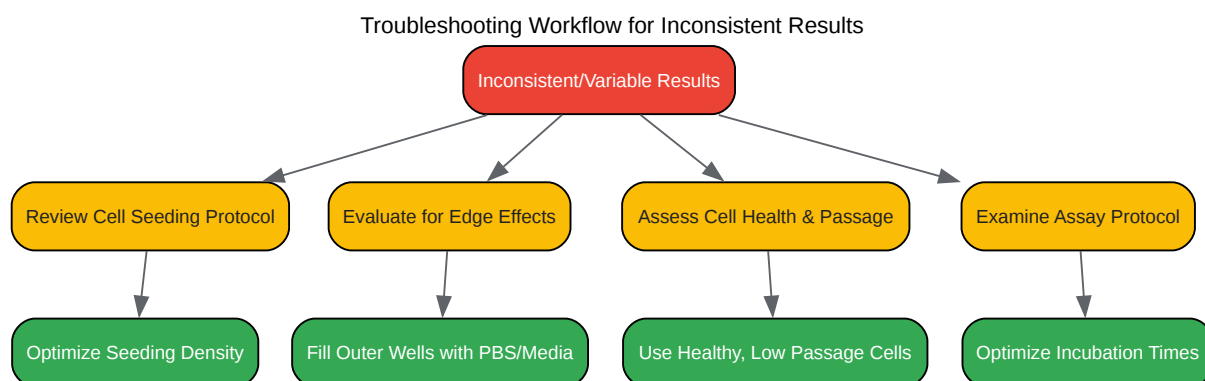 Troubleshooting Workflow for Inconsistent Results
Inconsistent/Variable Results
Review Cell Seeding Protocol
Evaluate for Edge Effects
Assess Cell Health & Passage
Examine Assay Protocol
Optimize Seeding Density
Fill Outer Wells with PBS/Media
Use Healthy, Low Passage Cells
Optimize Incubation Times